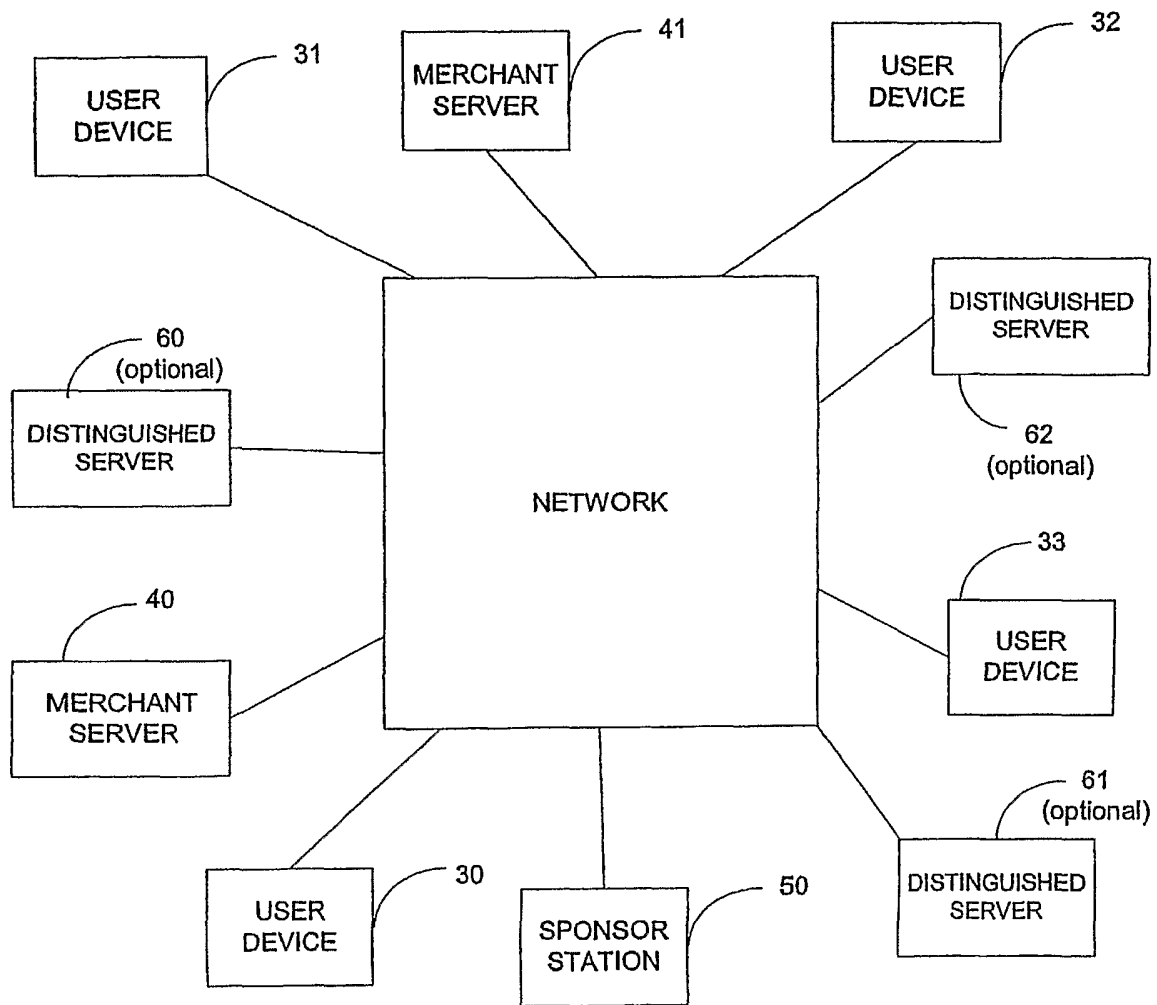 31
USER
DEVICE
41
MERCHANT
SERVER
32
USER
DEVICE
60
(optional)
DISTINGUISHED
SERVER
DISTINGUISHED
SERVER
62
(optional)
NETWORK
33
USER
DEVICE
40
MERCHANT
SERVER
61
(optional)
DISTINGUISHED
SERVER
30
USER
DEVICE
50
SPONSOR
STATION